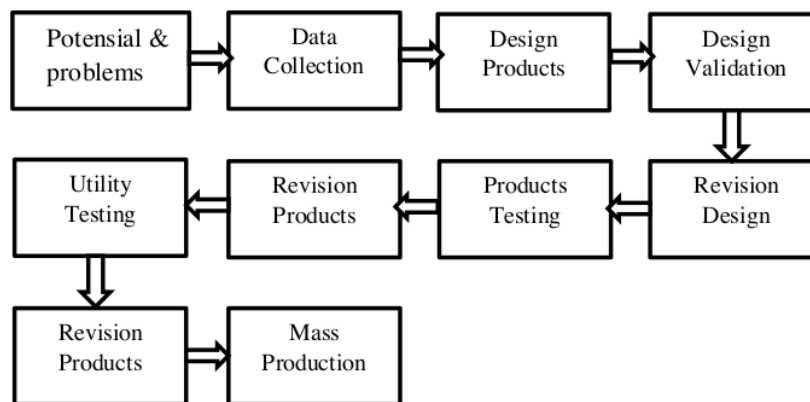 Potensial &
problems
Data
Collection
Design
Products
Design
Validation
Revision
Design
Products
Testing
Revision
Products
Utility
Testing
Revision
Products
Mass
Production